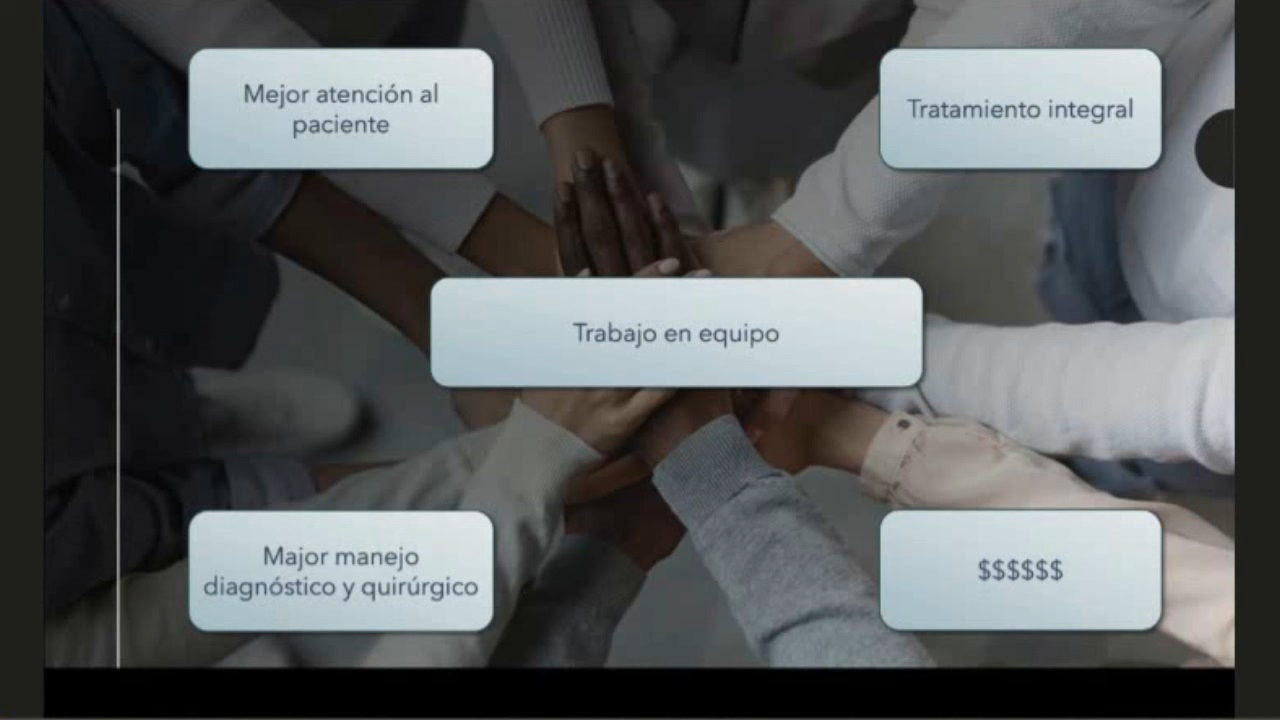 Mejor atención al
paciente
Tratamiento integral
Trabajo en equipo
Major manejo
diagnóstico y quirúrgico
$$$$$$